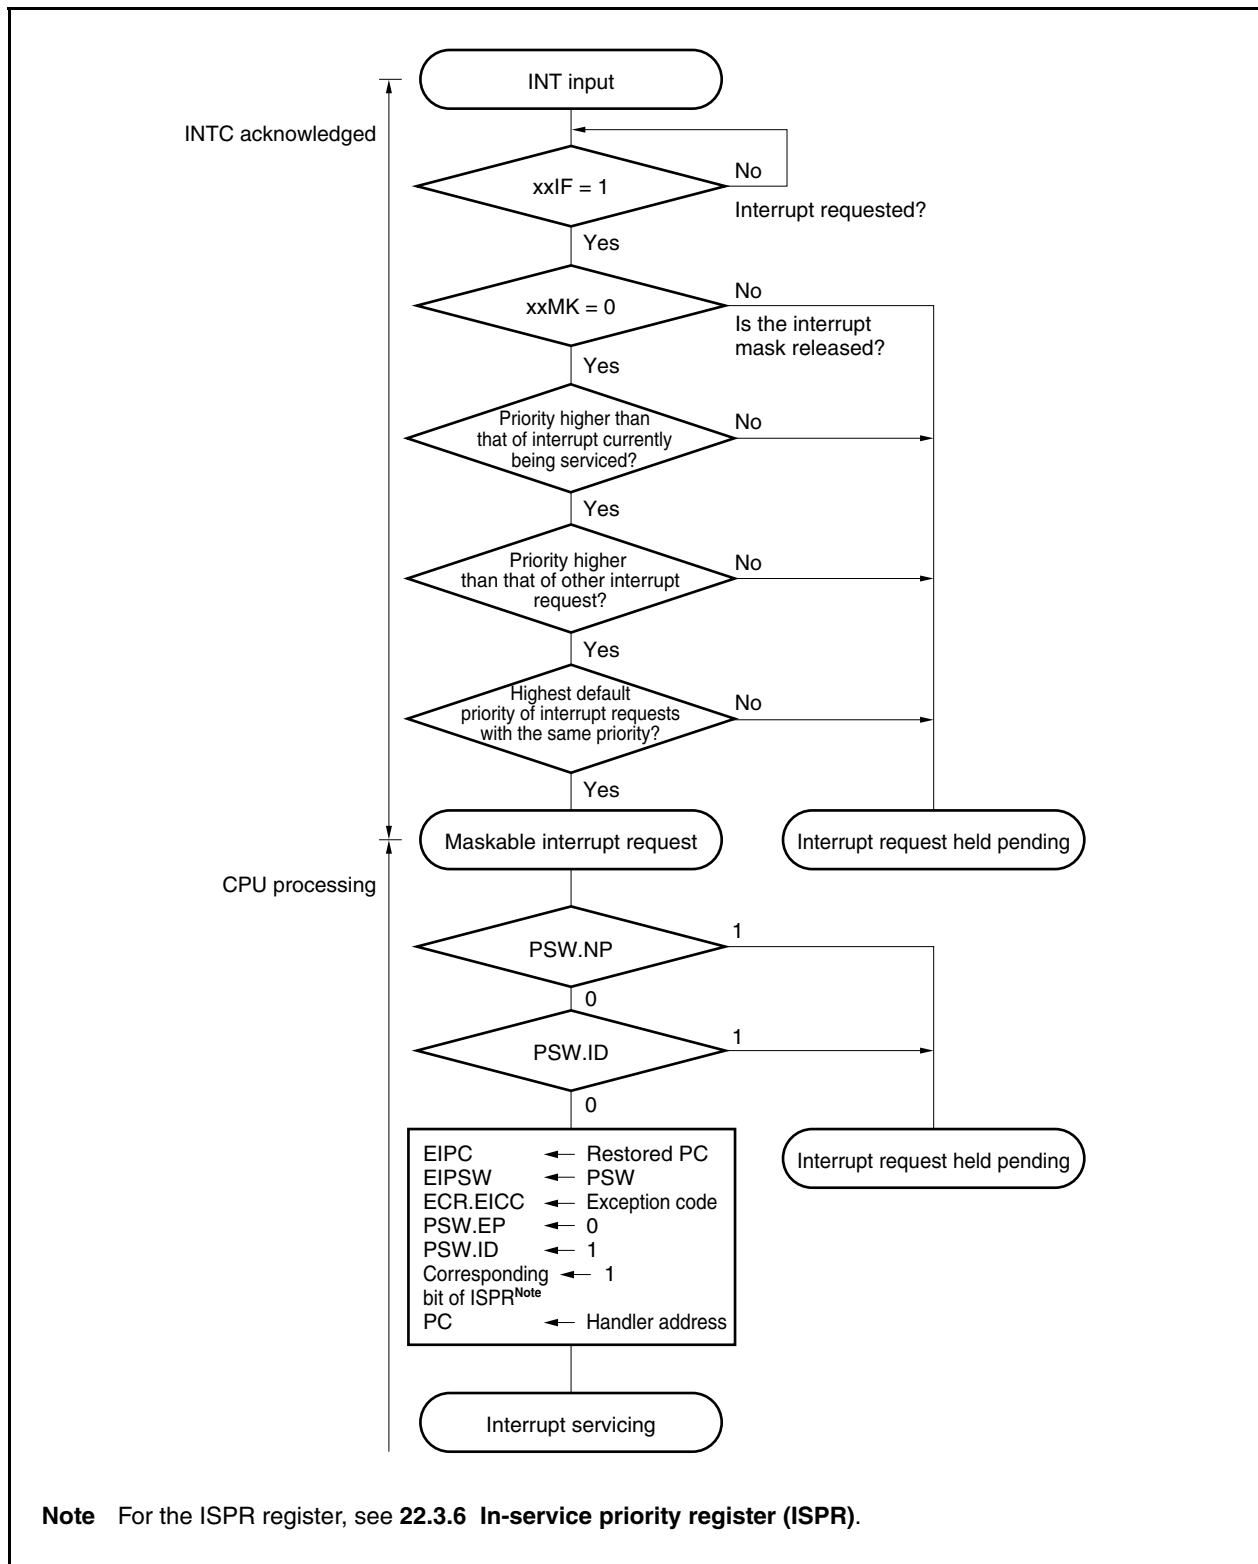 INT input
INTC acknowledged
xxIF = 1
No
Interrupt requested?
Yes
xxMK = 0
No
Is the interrupt
mask released?
Yes
Priority higher than
that of interrupt currently
being serviced?
No
Yes
Priority higher
than that of other interrupt
request?
No
Yes
Highest default
priority of interrupt requests
with the same priority?
No
Yes
Maskable interrupt request
Interrupt request held pending
CPU processing
PSW.NP
1
0
PSW.ID
1
0
EIPC ← Restored PC
EIPSW ← PSW
ECR.EICC ← Exception code
PSW.EP ← 0
PSW.ID ← 1
Corresponding ← 1
bit of ISPRNote
PC ← Handler address
Interrupt request held pending
Interrupt servicing
Note For the ISPR register, see 22.3.6 In-service priority register (ISPR).